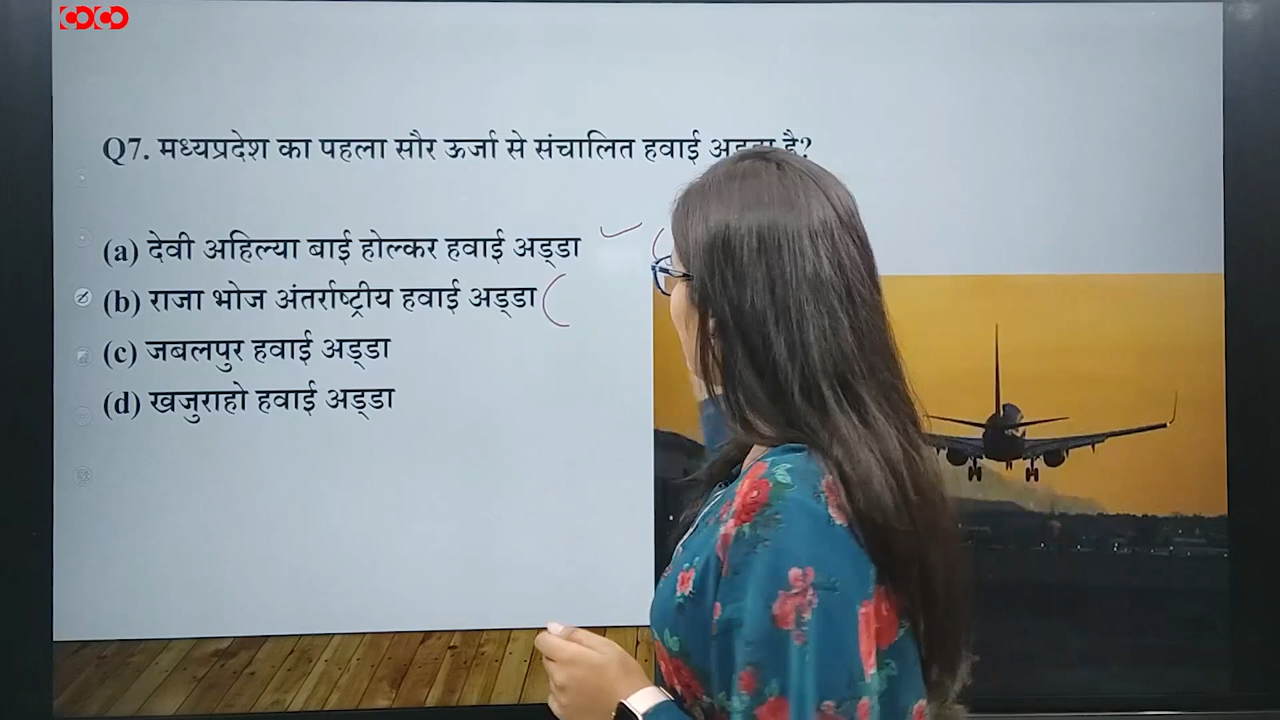 Q7. मध्यप्रदेश का पहला सौर ऊर्जा से संचालित हवाई अड्डा है?
(a) देवी अहिल्या बाई होल्कर हवाई अड्डा
(b) राजा भोज अंतर्राष्ट्रीय हवाई अड्डा
(c) जबलपुर हवाई अड्डा
(d) खजुराहो हवाई अड्डा